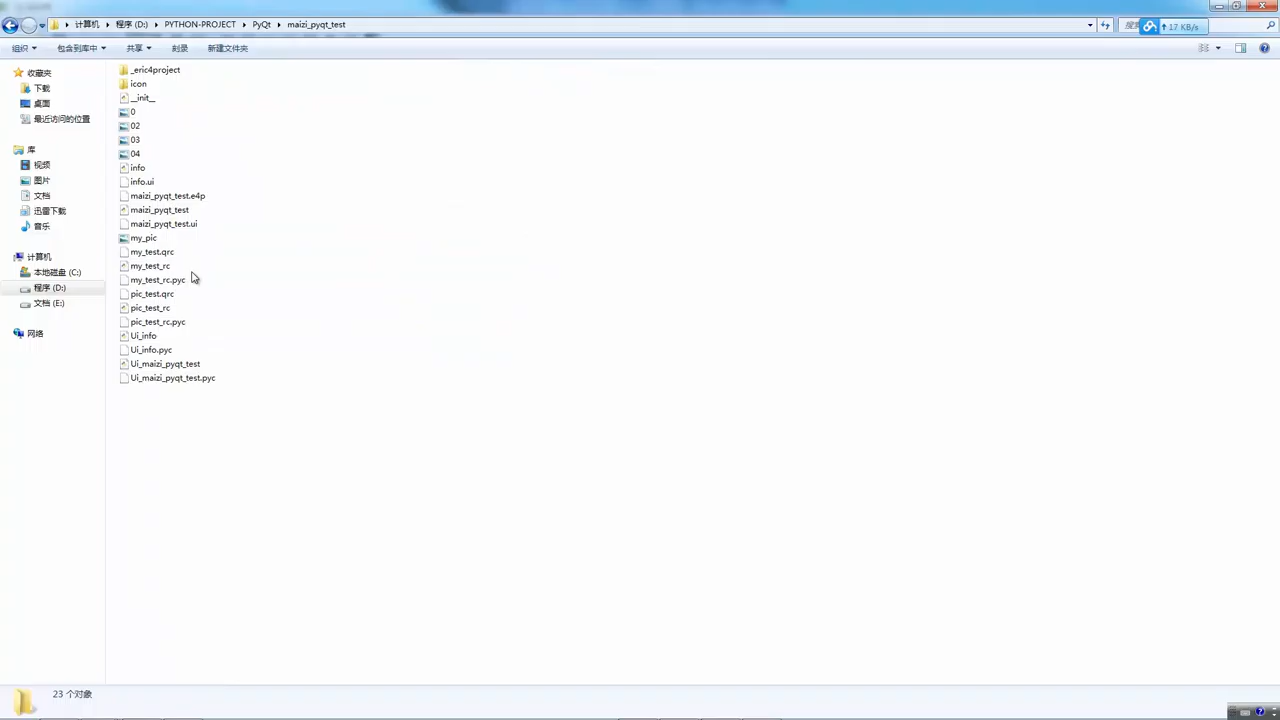 计算机 ▸ 程序 (D:) ▸ PYTHON-PROJECT ▸ PyQt ▸ maizi_pyqt_test
17 KB/s
组织 包含到库中 共享 刻录 新建文件夹
收藏夹
下载
桌面
最近访问的位置
库
视频
图片
文档
迅雷下载
音乐
计算机
本地磁盘 (C:)
程序 (D:)
文档 (E:)
网络
_eric4project
icon
__init__
0
02
03
04
info
info.ui
maizi_pyqt_test.e4p
maizi_pyqt_test
maizi_pyqt_test.ui
my_pic
my_test.qrc
my_test_rc
my_test_rc.pyc
pic_test.qrc
pic_test_rc
pic_test_rc.pyc
Ui_info
Ui_info.pyc
Ui_maizi_pyqt_test
Ui_maizi_pyqt_test.pyc
23 个对象